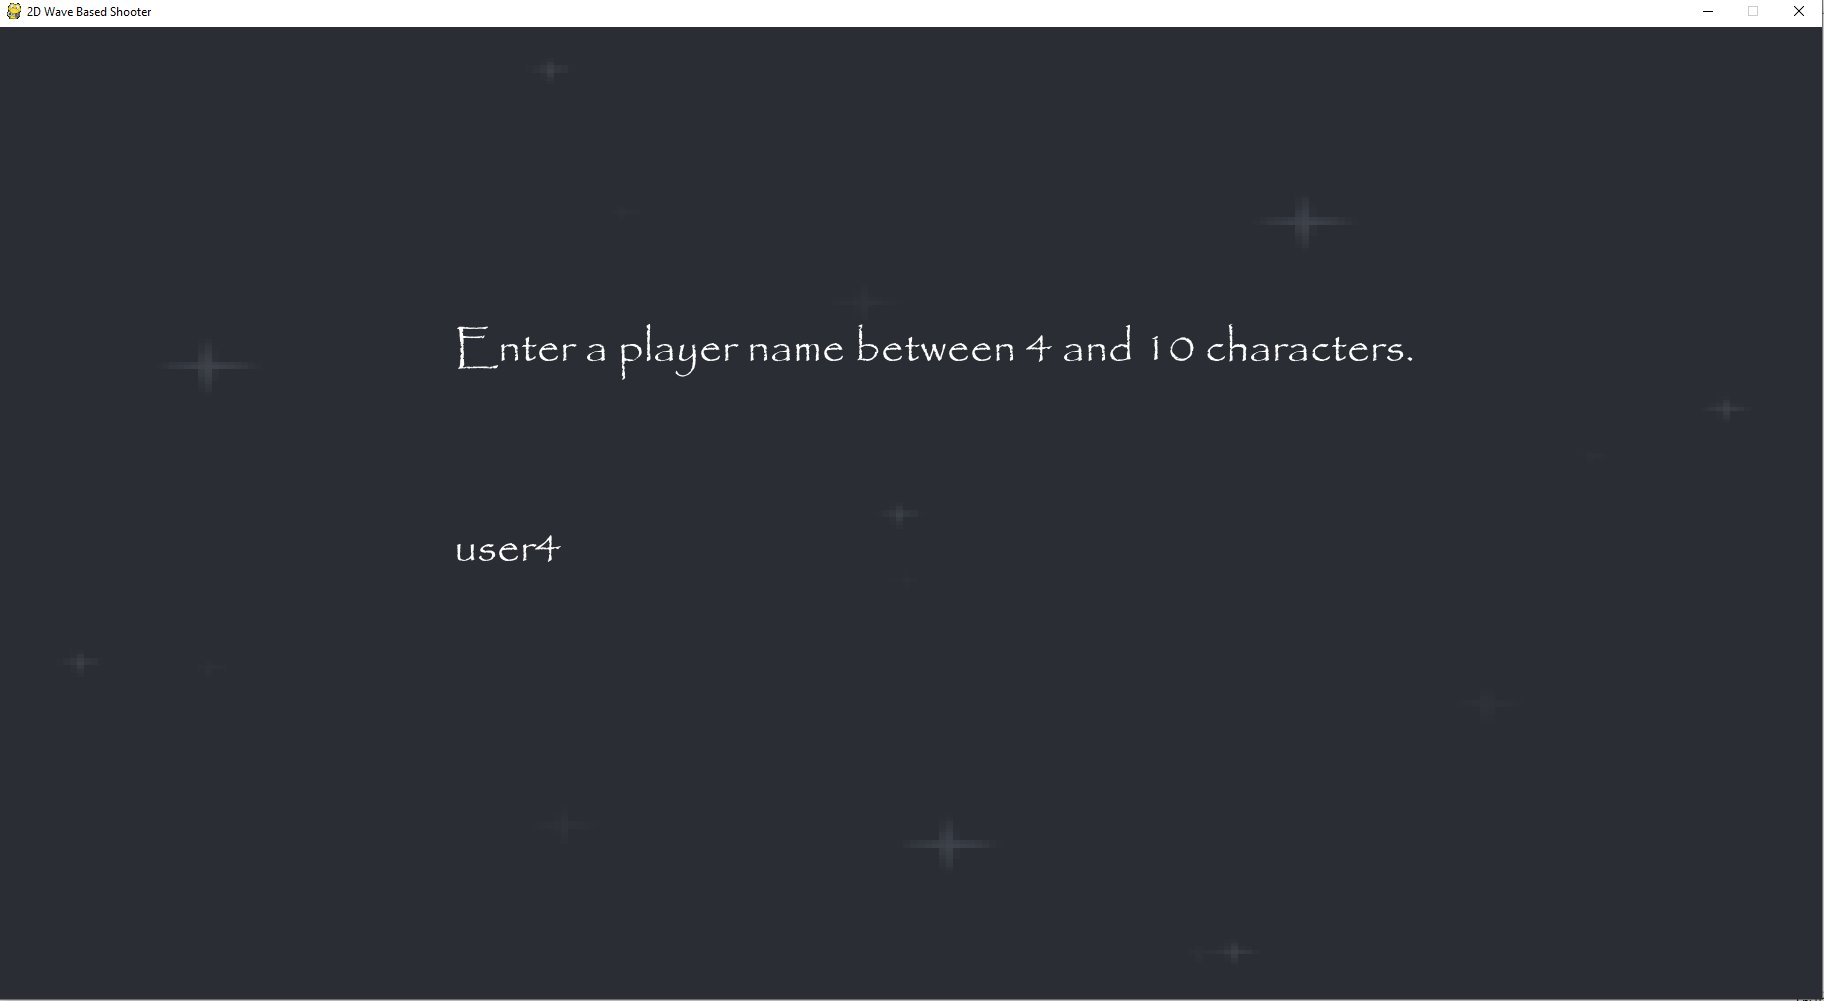 2D Wave Based Shooter
Enter a player name between 4 and 10 characters.
user4